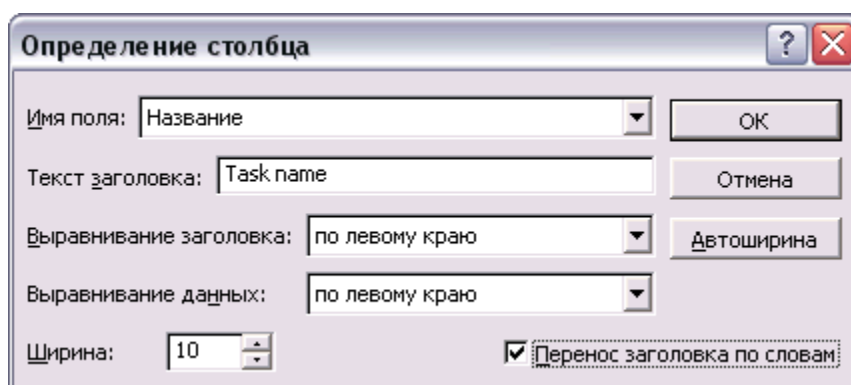 Определение столбца
Имя поля: Название OK
Текст заголовка: Task name Отмена
Выравнивание заголовка: по левому краю Автоширина
Выравнивание данных: по левому краю
Ширина: 10 Перенос заголовка по словам